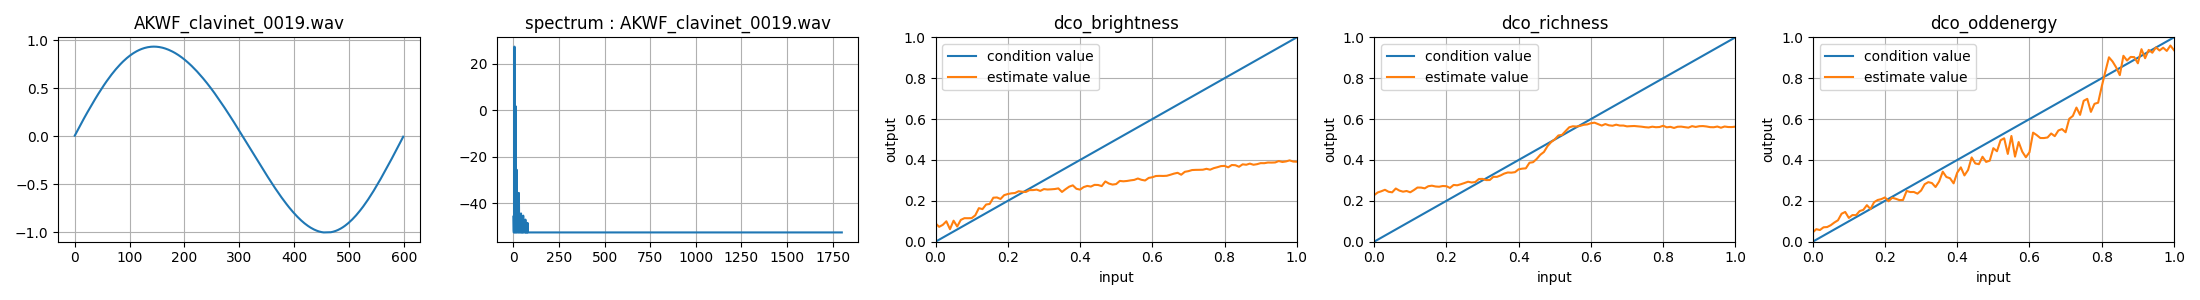 AKWF_clavinet_0019.wav
1.0
0.5
0.0
−0.5
−1.0
0 100 200 300 400 500 600
spectrum : AKWF_clavinet_0019.wav
20
0
−20
−40
0 250 500 750 1000 1250 1500 1750
dco_brightness
condition value
estimate value
output
1.0
0.8
0.6
0.4
0.2
0.0
0.0 0.2 0.4 0.6 0.8 1.0
input
dco_richness
condition value
estimate value
output
1.0
0.8
0.6
0.4
0.2
0.0
0.0 0.2 0.4 0.6 0.8 1.0
input
dco_oddenergy
condition value
estimate value
output
1.0
0.8
0.6
0.4
0.2
0.0
0.0 0.2 0.4 0.6 0.8 1.0
input